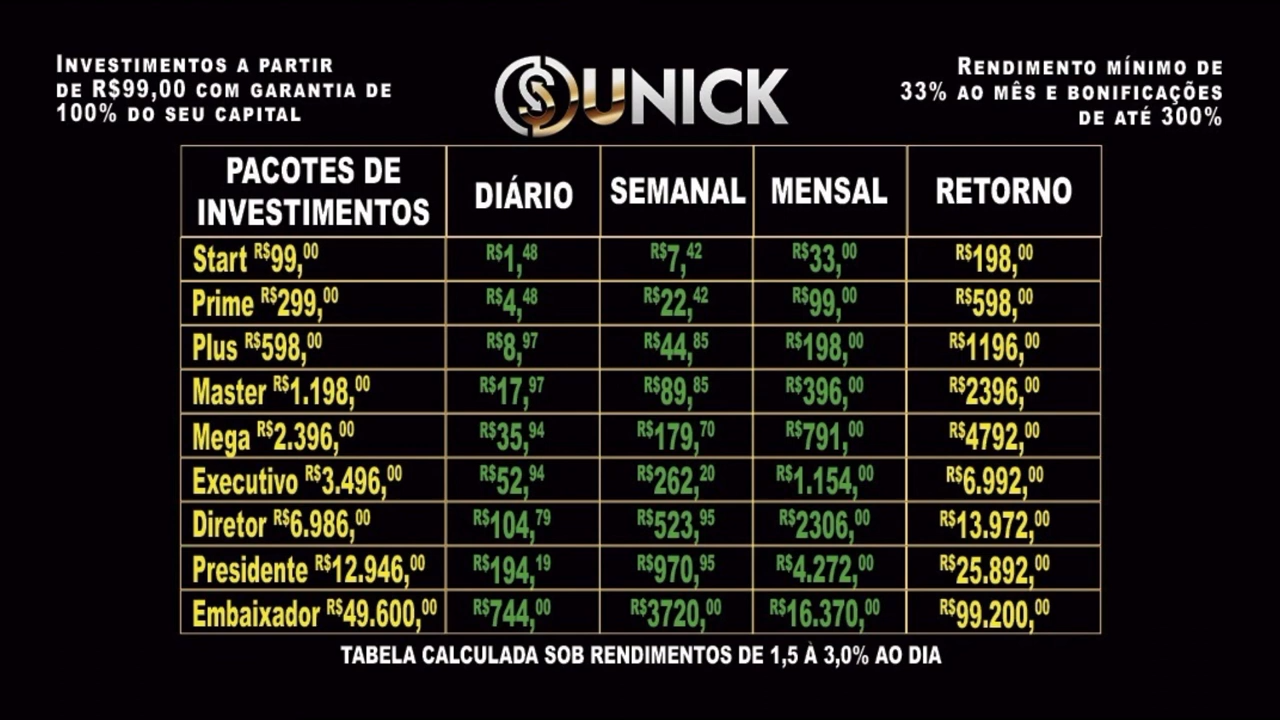 INVESTIMENTOS A PARTIR
DE R$99,00 COM GARANTIA DE
100% DO SEU CAPITAL
UNICK
RENDIMENTO MÍNIMO DE
33% AO MÊS E BONIFICAÇÕES
DE ATÉ 300%
PACOTES DE
INVESTIMENTOS
DIÁRIO SEMANAL MENSAL RETORNO
Start R$99,00 R$1,48 R$7,42 R$33,00 R$198,00
Prime R$299,00 R$4,48 R$22,42 R$99,00 R$598,00
Plus R$598,00 R$8,97 R$44,85 R$198,00 R$1196,00
Master R$1.198,00 R$17,97 R$89,85 R$396,00 R$2396,00
Mega R$2.396,00 R$35,94 R$179,70 R$791,00 R$4792,00
Executivo R$3.496,00 R$52,94 R$262,20 R$1.154,00 R$6.992,00
Diretor R$6.986,00 R$104,79 R$523,95 R$2306,00 R$13.972,00
Presidente R$12.946,00 R$194,19 R$970,95 R$4.272,00 R$25.892,00
Embaixador R$49.600,00 R$744,00 R$3720,00 R$16.370,00 R$99.200,00
TABELA CALCULADA SOB RENDIMENTOS DE 1,5 À 3,0% AO DIA